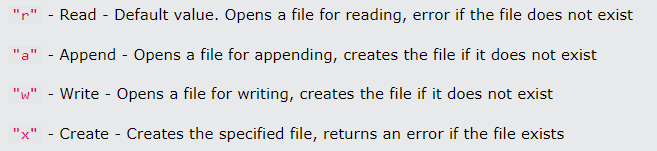 "r" - Read - Default value. Opens a file for reading, error if the file does not exist
"a" - Append - Opens a file for appending, creates the file if it does not exist
"w" - Write - Opens a file for writing, creates the file if it does not exist
"x" - Create - Creates the specified file, returns an error if the file exists